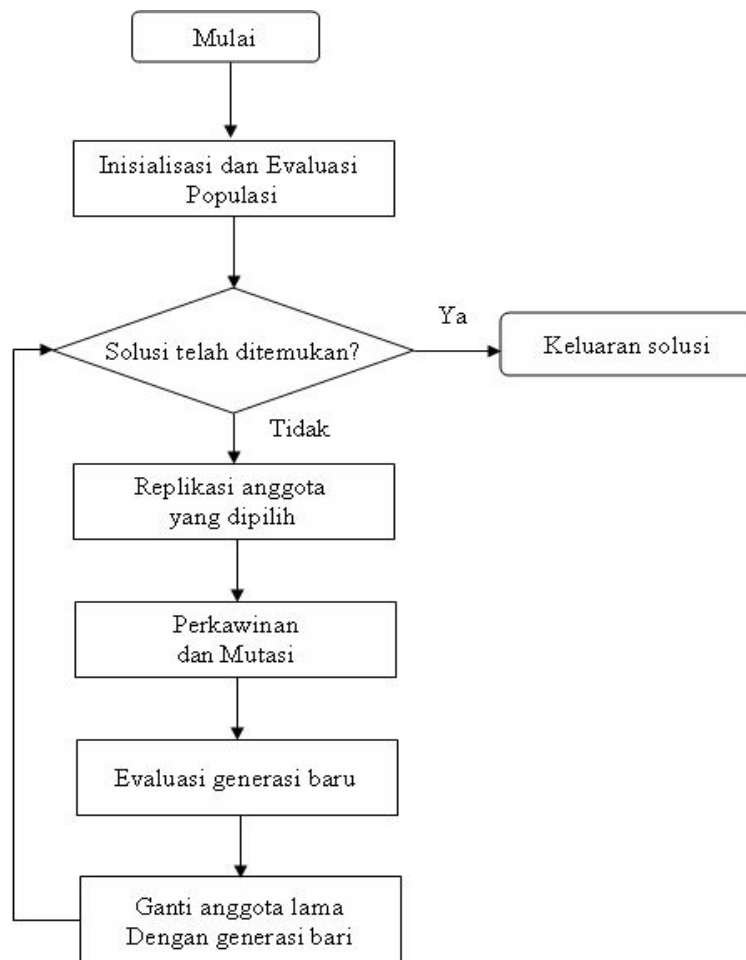 Mulai
Inisialisasi dan Evaluasi
Populasi
Solusi telah ditemukan?
Ya
Keluaran solusi
Tidak
Replikasi anggota
yang dipilih
Perkawinan
dan Mutasi
Evaluasi generasi baru
Ganti anggota lama
Dengan generasi bari